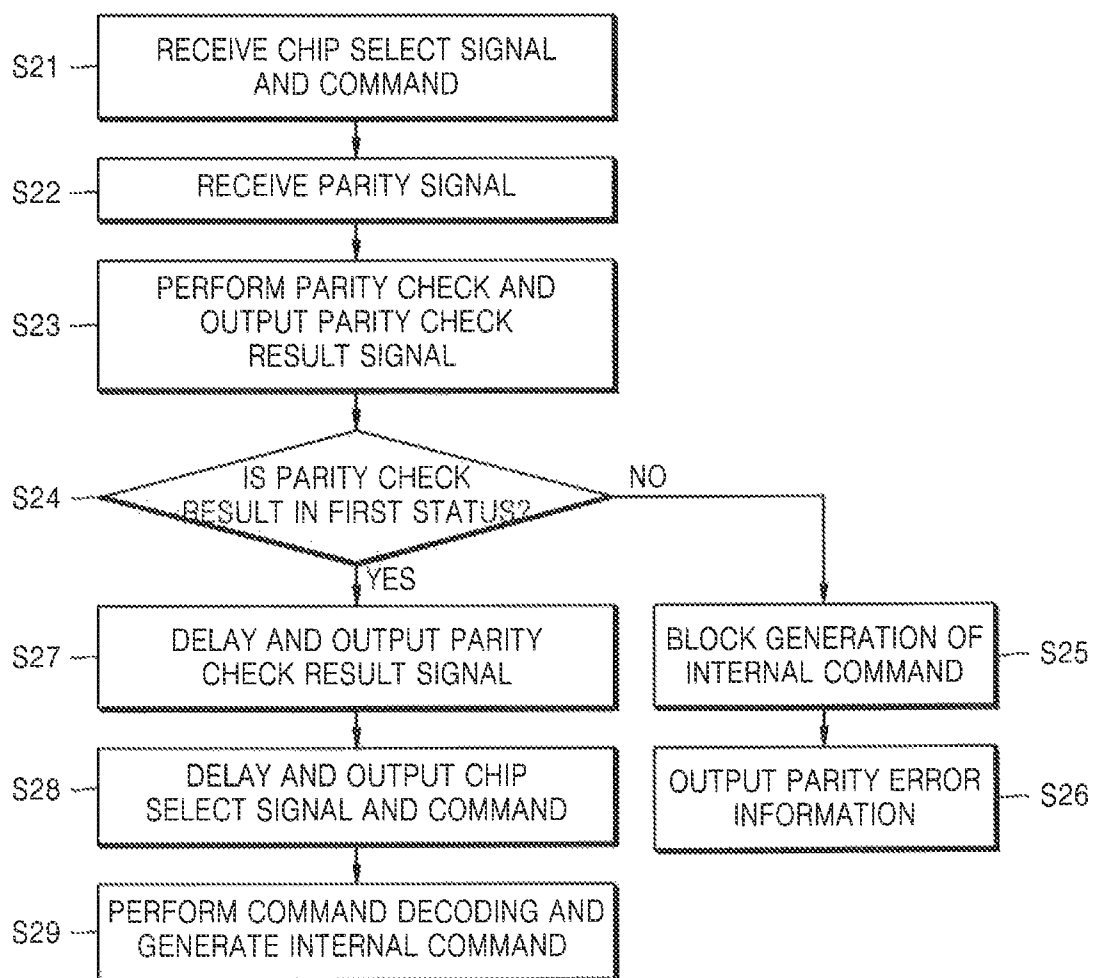 S21
RECEIVE CHIP SELECT SIGNAL
AND COMMAND
S22
RECEIVE PARITY SIGNAL
S23
PERFORM PARITY CHECK AND
OUTPUT PARITY CHECK
RESULT SIGNAL
S24
IS PARITY CHECK
RESULT IN FIRST STATUS?
NO
YES
S27
DELAY AND OUTPUT PARITY
CHECK RESULT SIGNAL
BLOCK GENERATION OF
INTERNAL COMMAND
S25
S28
DELAY AND OUTPUT CHIP
SELECT SIGNAL AND COMMAND
OUTPUT PARITY ERROR
INFORMATION
S26
S29
PERFORM COMMAND DECODING AND
GENERATE INTERNAL COMMAND